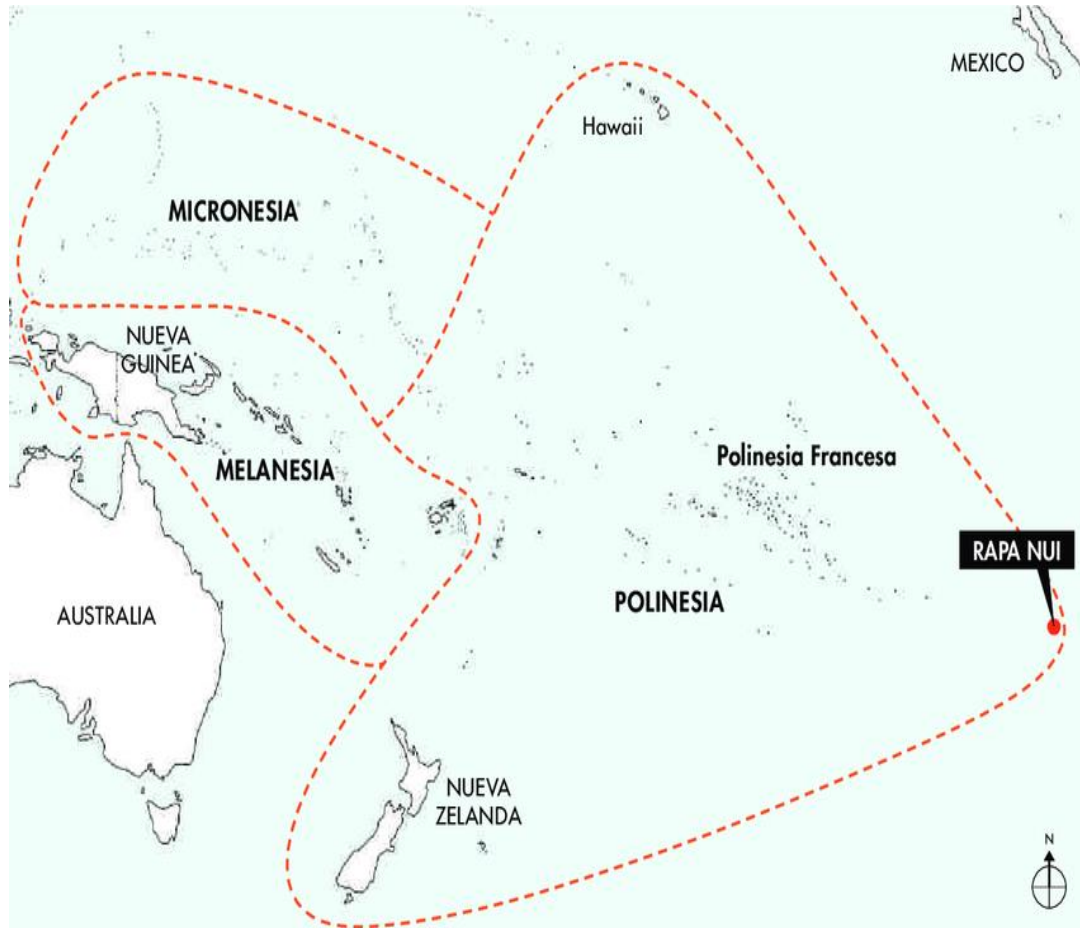 MEXICO
Hawaii
MICRONESIA
NUEVA
GUINEA
Polinesia Francesa
MELANESIA
RAPA NUI
POLINESIA
AUSTRALIA
NUEVA
ZELANDA
N